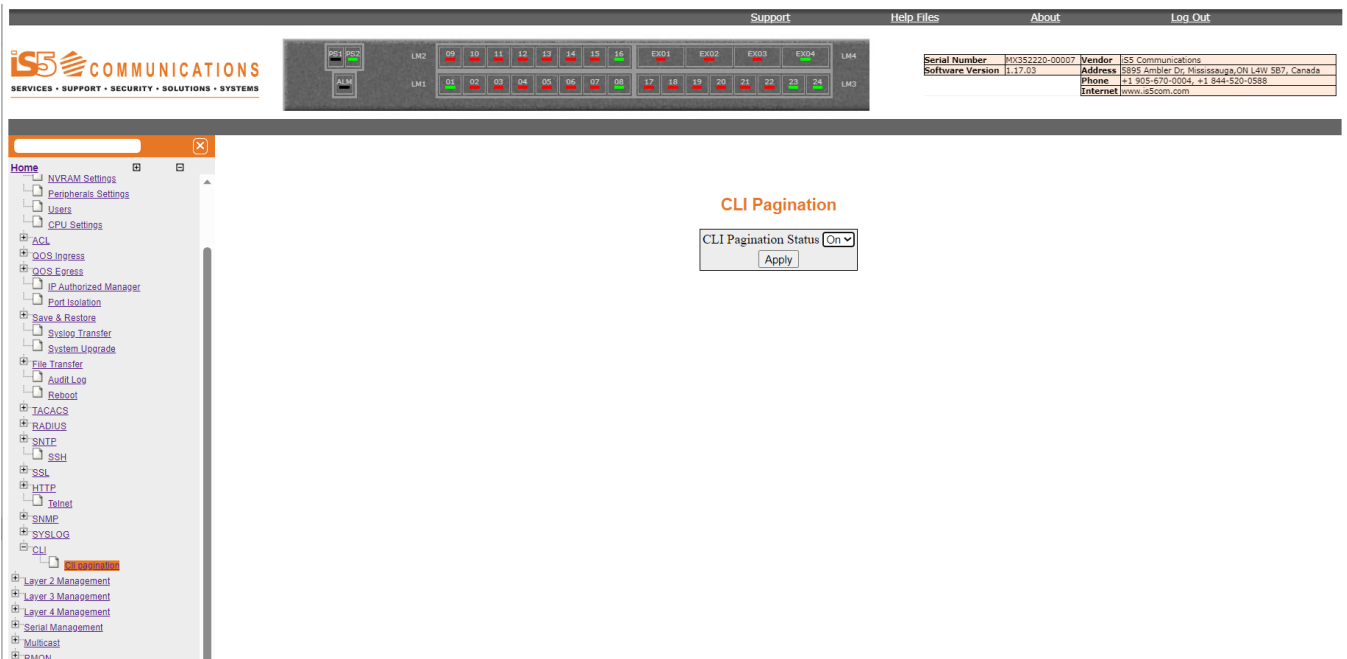 Support Help Files About Log Out
iS5 COMMUNICATIONS
SERVICES • SUPPORT • SECURITY • SOLUTIONS • SYSTEMS
PS1 PS2 LM2 09 10 11 12 13 14 15 16 EX01 EX02 EX03 EX04 LM4
ALM LM1 01 02 03 04 05 06 07 08 17 18 19 20 21 22 23 24 LM3
Serial Number MX352220-00007 Vendor iS5 Communications
Software Version 1.17.03 Address 5895 Ambler Dr, Mississauga,ON L4W 5B7, Canada
Phone +1 905-670-0004, +1 844-520-0588
Internet www.is5com.com
Home
NVRAM Settings
Peripherals Settings
Users
CPU Settings
ACL
QOS Ingress
QOS Egress
IP Authorized Manager
Port Isolation
Save & Restore
Syslog Transfer
System Upgrade
File Transfer
Audit Log
Reboot
TACACS
RADIUS
SNTP
SSH
SSL
HTTP
Telnet
SNMP
SYSLOG
CLI
Cli pagination
Layer 2 Management
Layer 3 Management
Layer 4 Management
Serial Management
Multicast
RMON
CLI Pagination
CLI Pagination Status On
Apply